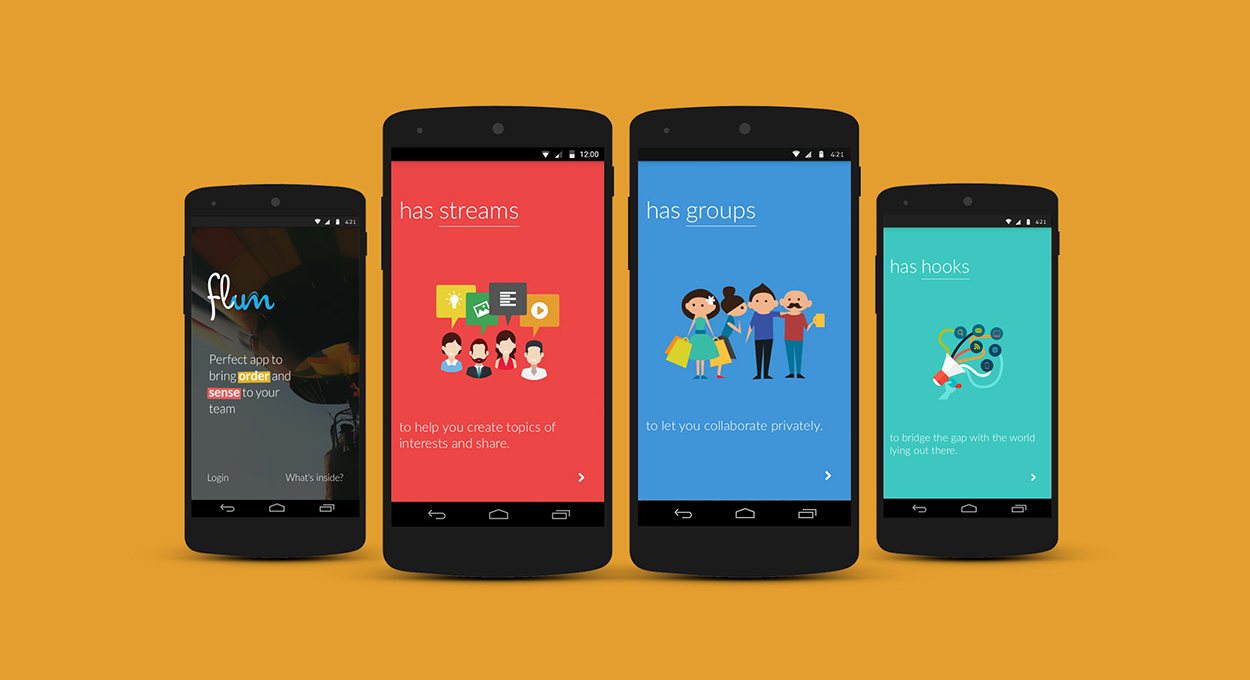 4:21
flum
Perfect app to
bring order and
sense to your
team
Login
What's inside?
12:00
has streams
to help you create topics of
interests and share.
4:21
has groups
to let you collaborate privately.
4:21
has hooks
to bridge the gap with the world
lying out there.